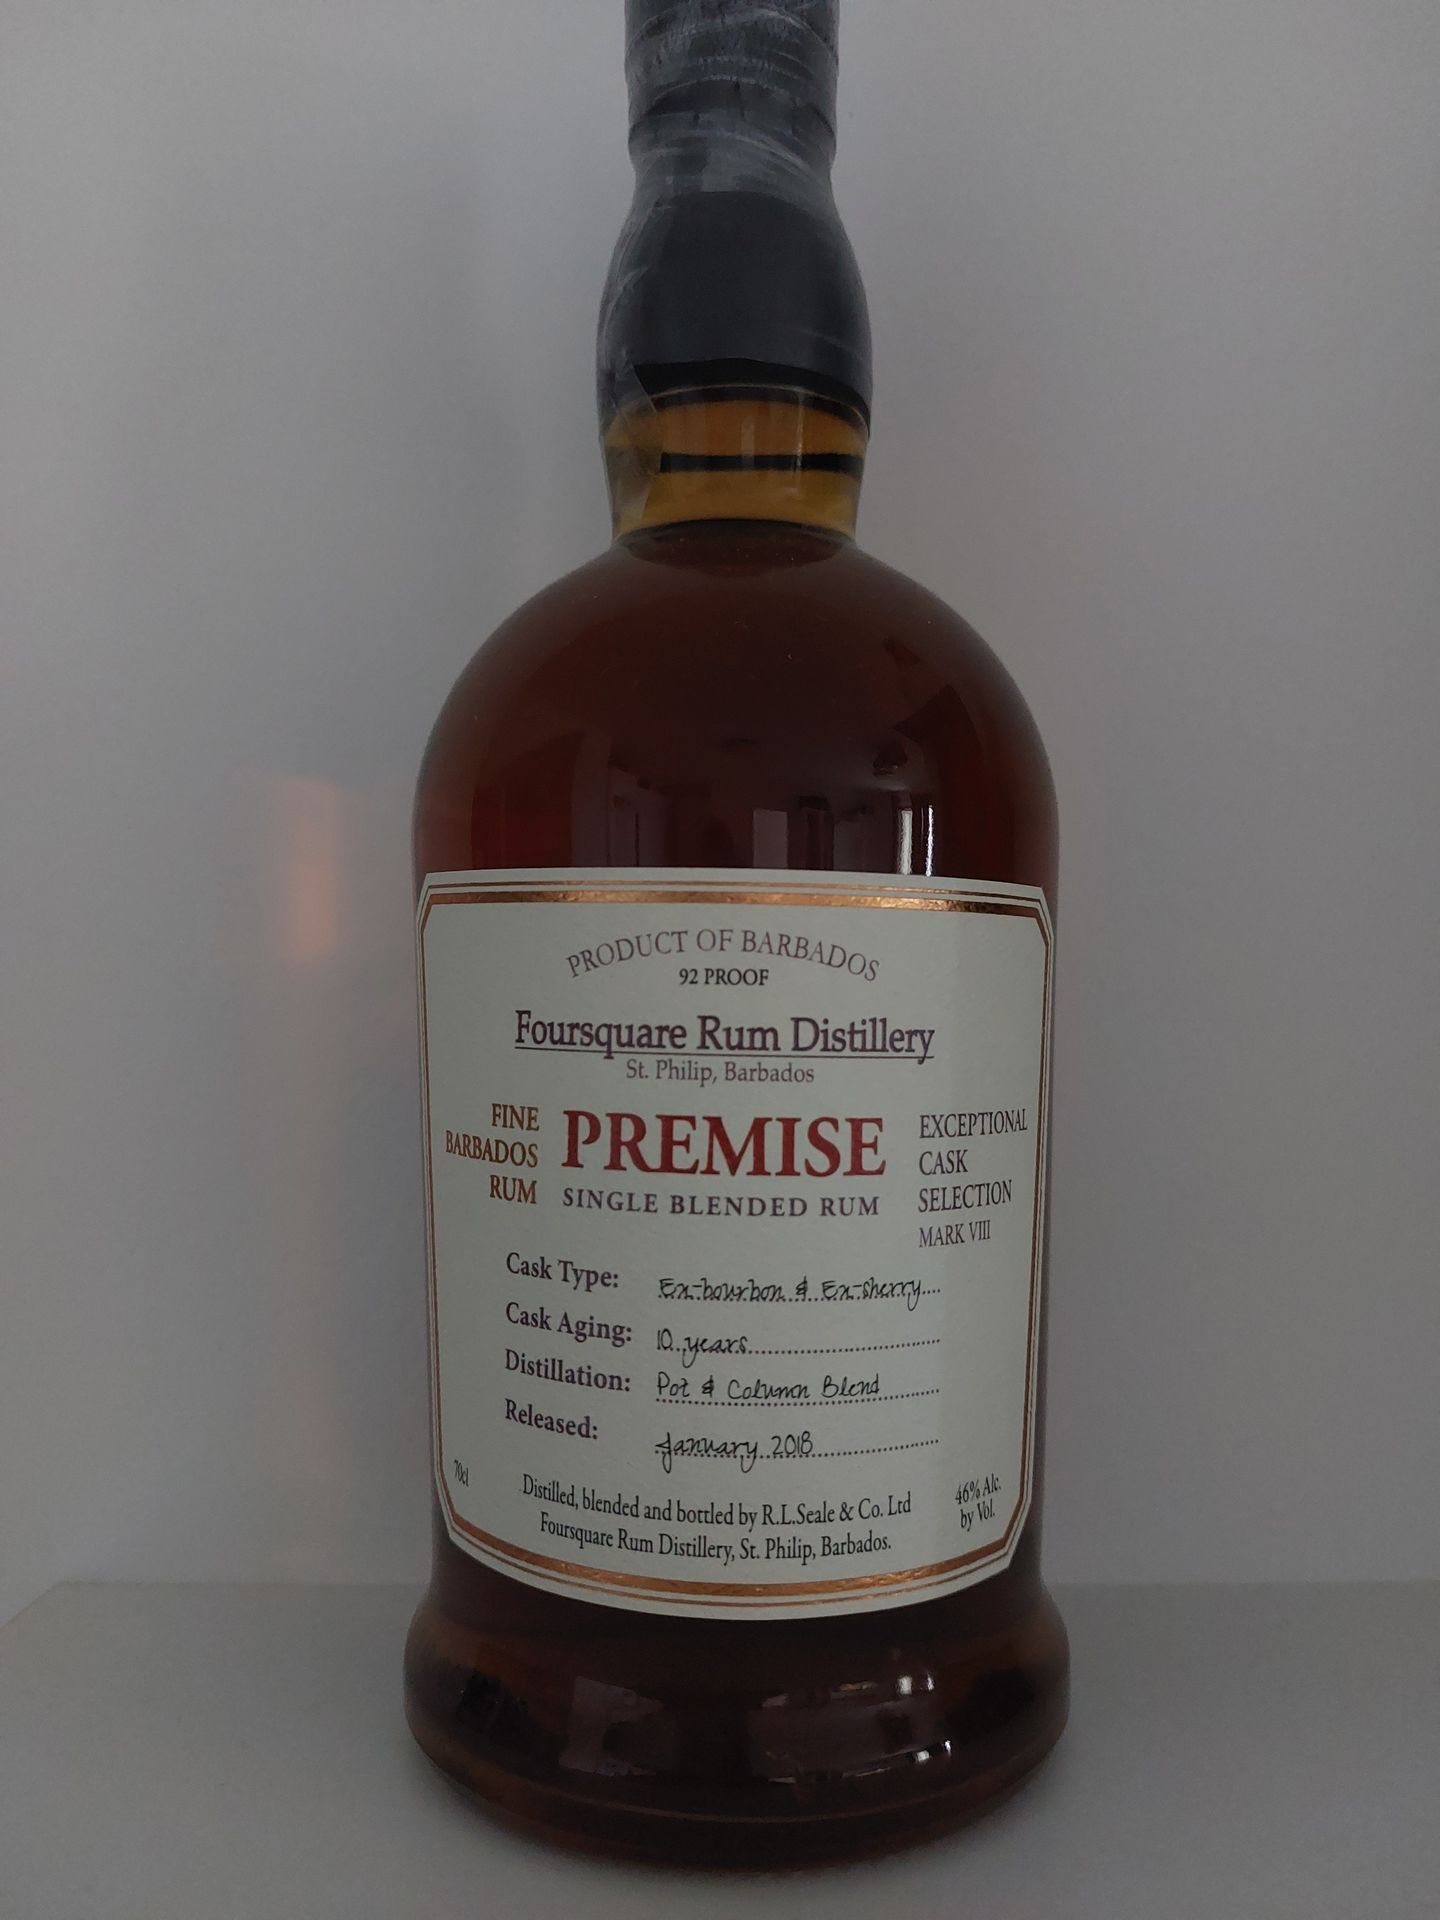 PRODUCT OF BARBADOS
92 PROOF
Foursquare Rum Distillery
St. Philip, Barbados
FINE
BARBADOS
RUM
PREMISE
SINGLE BLENDED RUM
EXCEPTIONAL
CASK
SELECTION
MARK VIII
Cask Type: Ex-bourbon & Ex-sherry
Cask Aging: 10 years
Distillation: Pot & Column Blend
Released: January 2018
70cl
Distilled, blended and bottled by R.L.Seale & Co. Ltd
Foursquare Rum Distillery, St. Philip, Barbados.
46% Alc.
by Vol.